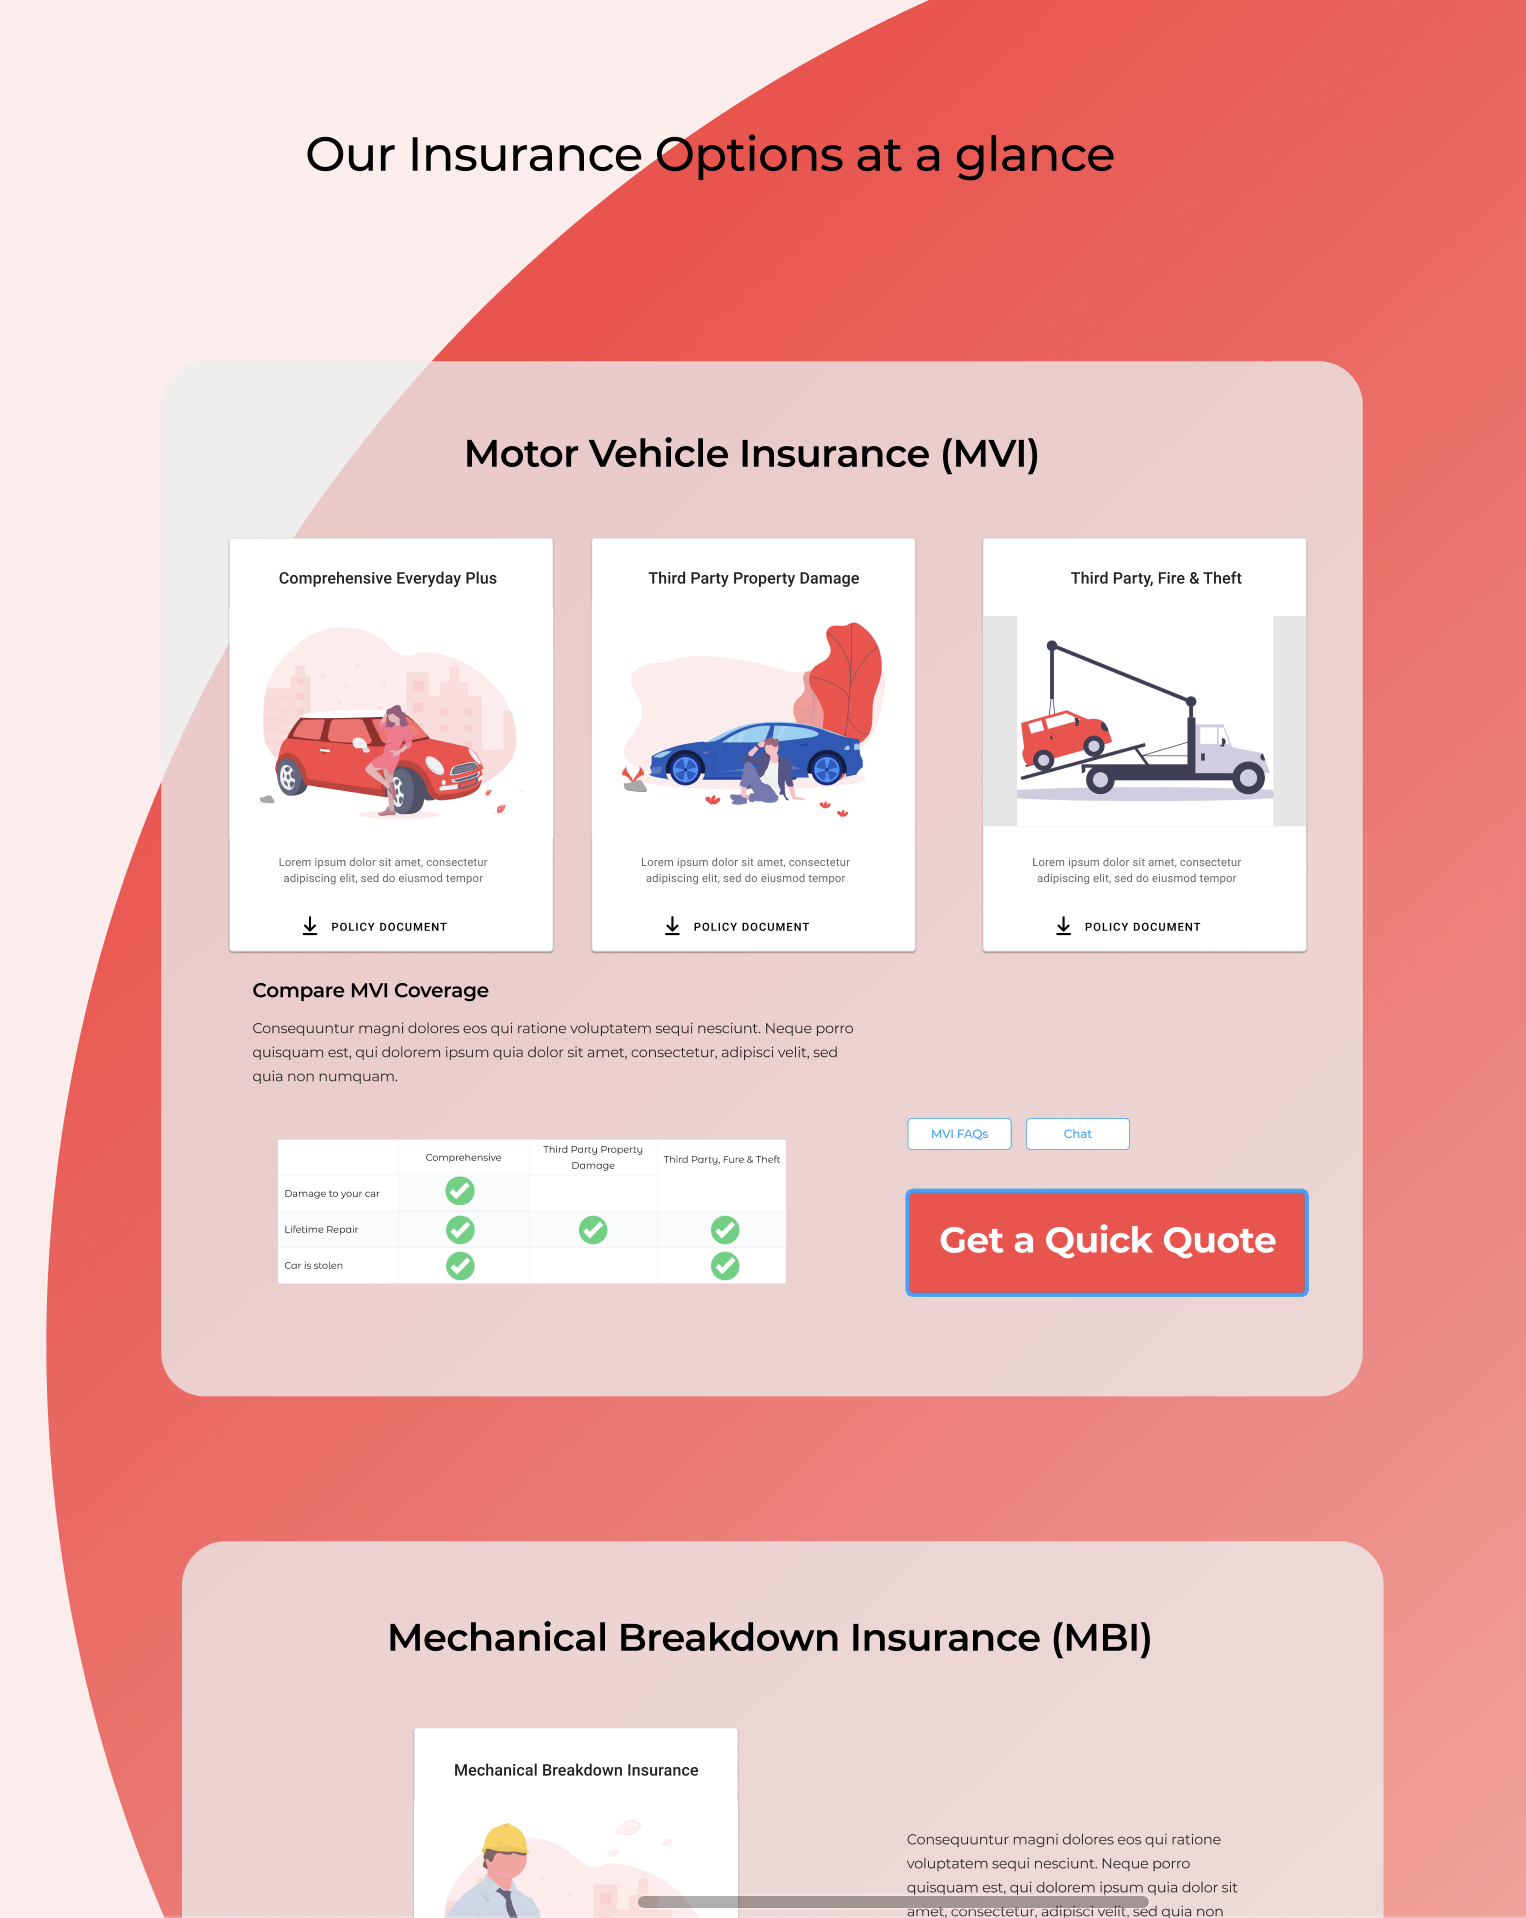 Our Insurance Options at a glance
Motor Vehicle Insurance (MVI)
Comprehensive Everyday Plus
Lorem ipsum dolor sit amet, consectetur
adipiscing elit, sed do eiusmod tempor
POLICY DOCUMENT
Third Party Property Damage
Lorem ipsum dolor sit amet, consectetur
adipiscing elit, sed do eiusmod tempor
POLICY DOCUMENT
Third Party, Fire & Theft
Lorem ipsum dolor sit amet, consectetur
adipiscing elit, sed do eiusmod tempor
POLICY DOCUMENT
Compare MVI Coverage
Consequuntur magni dolores eos qui ratione voluptatem sequi nesciunt. Neque porro
quisquam est, qui dolorem ipsum quia dolor sit amet, consectetur, adipisci velit, sed
quia non numquam.
Comprehensive
Third Party Property
Damage
Third Party, Fure & Theft
Damage to your car
Lifetime Repair
Car is stolen
MVI FAQs
Chat
Get a Quick Quote
Mechanical Breakdown Insurance (MBI)
Mechanical Breakdown Insurance
Consequuntur magni dolores eos qui ratione
voluptatem sequi nesciunt. Neque porro
quisquam est, qui dolorem ipsum quia dolor sit
amet, consectetur, adipisci velit, sed quia non